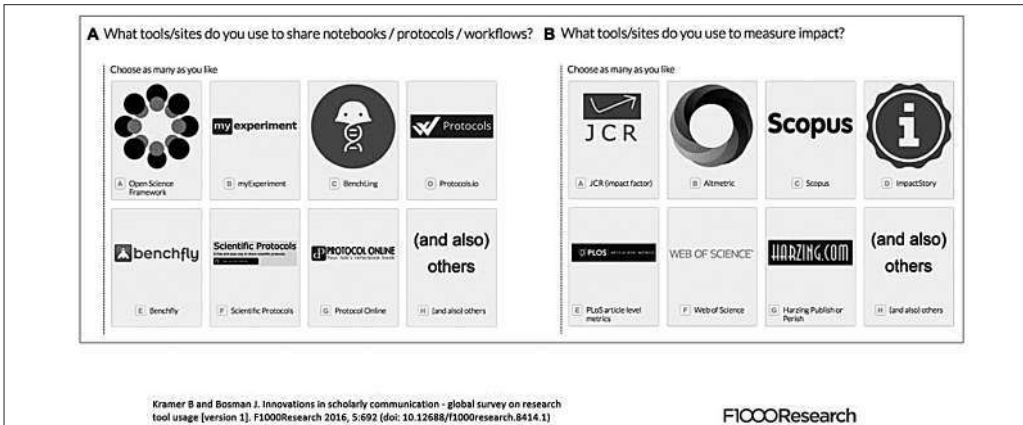 A What tools/sites do you use to share notebooks / protocols / workflows?
Choose as many as you like
A Open Science
Framework
my experiment
B myExperiment
C BenchLing
Protocols
D Protocols.io
benchfly
E Benchfly
Scientific Protocols
F Scientific Protocols
PROTOCOL ONLINE
G Protocol Online
(and also)
others
H (and also) others
B What tools/sites do you use to measure impact?
Choose as many as you like
JCR
A JCR (impact factor)
B Altmetric
Scopus
C Scopus
i
D ImpactStory
PLOS
E PLoS article level
metrics
WEB OF SCIENCE
F Web of Science
HARZING.COM
G Harzing Publish or
Perish
(and also)
others
H (and also) others
Kramer B and Bosman J. Innovations in scholarly communication - global survey on research
tool usage [version 1]. F1000Research 2016, 5:692 (doi: 10.12688/f1000research.8414.1)
F1000Research